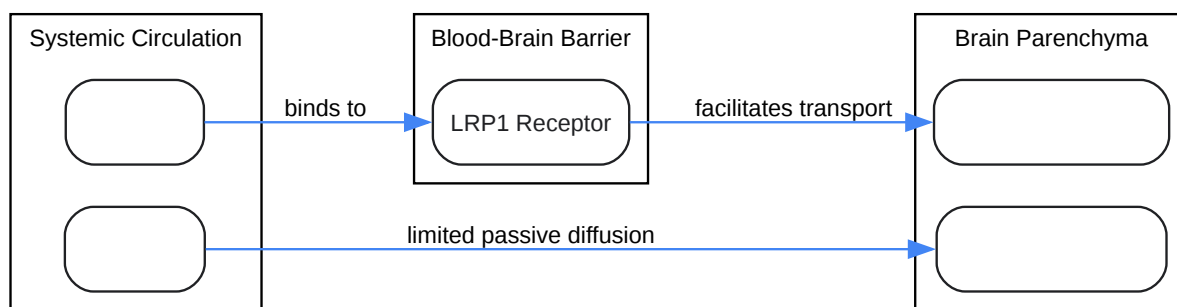 Systemic Circulation
Blood-Brain Barrier
Brain Parenchyma
binds to
LRP1 Receptor
facilitates transport
limited passive diffusion